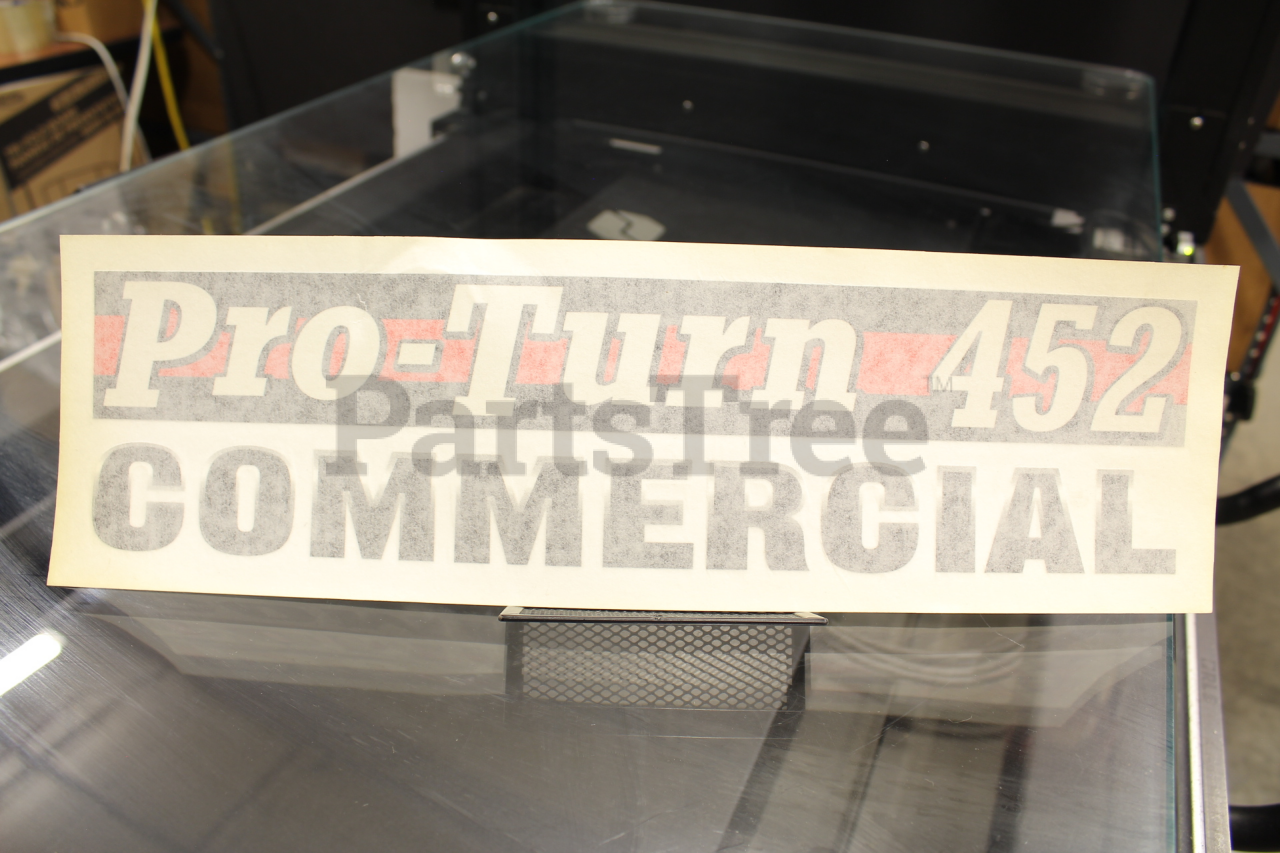 Pro-Turn™ 452
PartsTree
COMMERCIAL